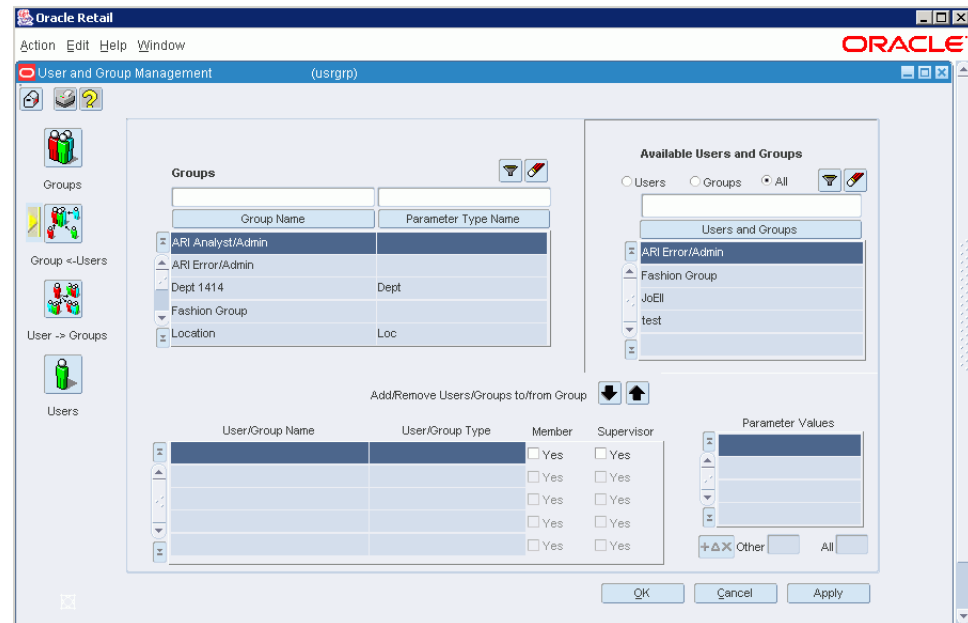 Oracle Retail
Action Edit Help Window
ORACLE
User and Group Management (usrgrp)
Groups
Group <-Users
User -> Groups
Users
Groups
Group Name Parameter Type Name
ARI Analyst/Admin
ARI Error/Admin
Dept 1414 Dept
Fashion Group
Location Loc
Available Users and Groups
Users Groups All
Users and Groups
ARI Error/Admin
Fashion Group
JoEll
test
Add/Remove Users/Groups to/from Group
User/Group Name User/Group Type Member Supervisor
Yes Yes
Yes Yes
Yes Yes
Yes Yes
Yes Yes
Parameter Values
Other All
OK Cancel Apply